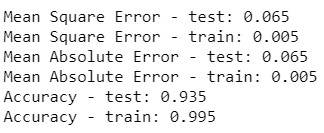 Mean Square Error - test: 0.065
Mean Square Error - train: 0.005
Mean Absolute Error - test: 0.065
Mean Absolute Error - train: 0.005
Accuracy - test: 0.935
Accuracy - train: 0.995